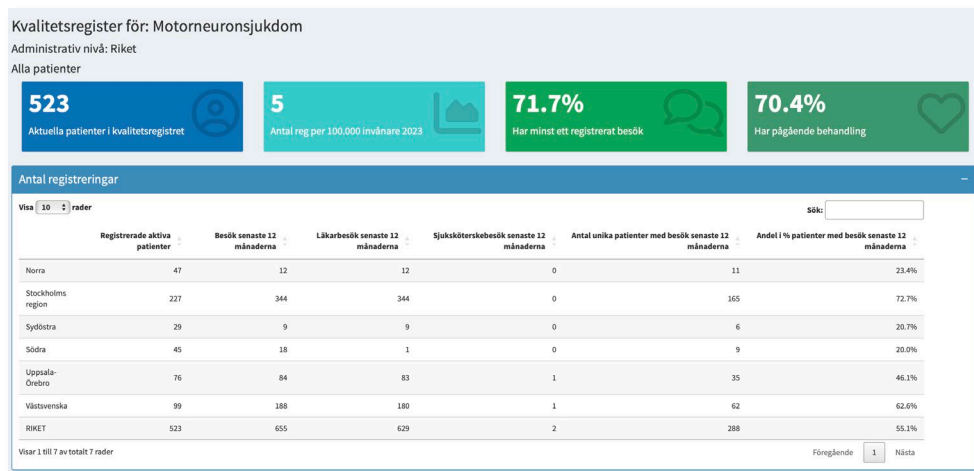 Kvalitetsregister för: Motorneuronsjukdom
Administrativ nivå: Riket
Alla patienter
523 5 71.7% 70.4%
Aktuella patienter i kvalitetsregistret Antal reg per 100.000 invånare 2023 Har minst ett registrerat besök Har pågående behandling
Antal registreringar –
Visa 10 rader Sök:
Registrerade aktiva Besök senaste 12 Läkarbesök senaste 12 Sjuksköterskebesök senaste 12 Antal unika patienter med besök senaste 12 Andel i % patienter med besök senaste 12
patienter månaderna månaderna månaderna månaderna månaderna
Norra 47 12 12 0 11 23.4%
Stockholms
region 227 344 344 0 165 72.7%
Sydöstra 29 9 9 0 6 20.7%
Södra 45 18 1 0 9 20.0%
Uppsala-
Örebro 76 84 83 1 35 46.1%
Västsvenska 99 188 180 1 62 62.6%
RIKET 523 655 629 2 288 55.1%
Visar 1 till 7 av totalt 7 rader Föregående 1 Nästa